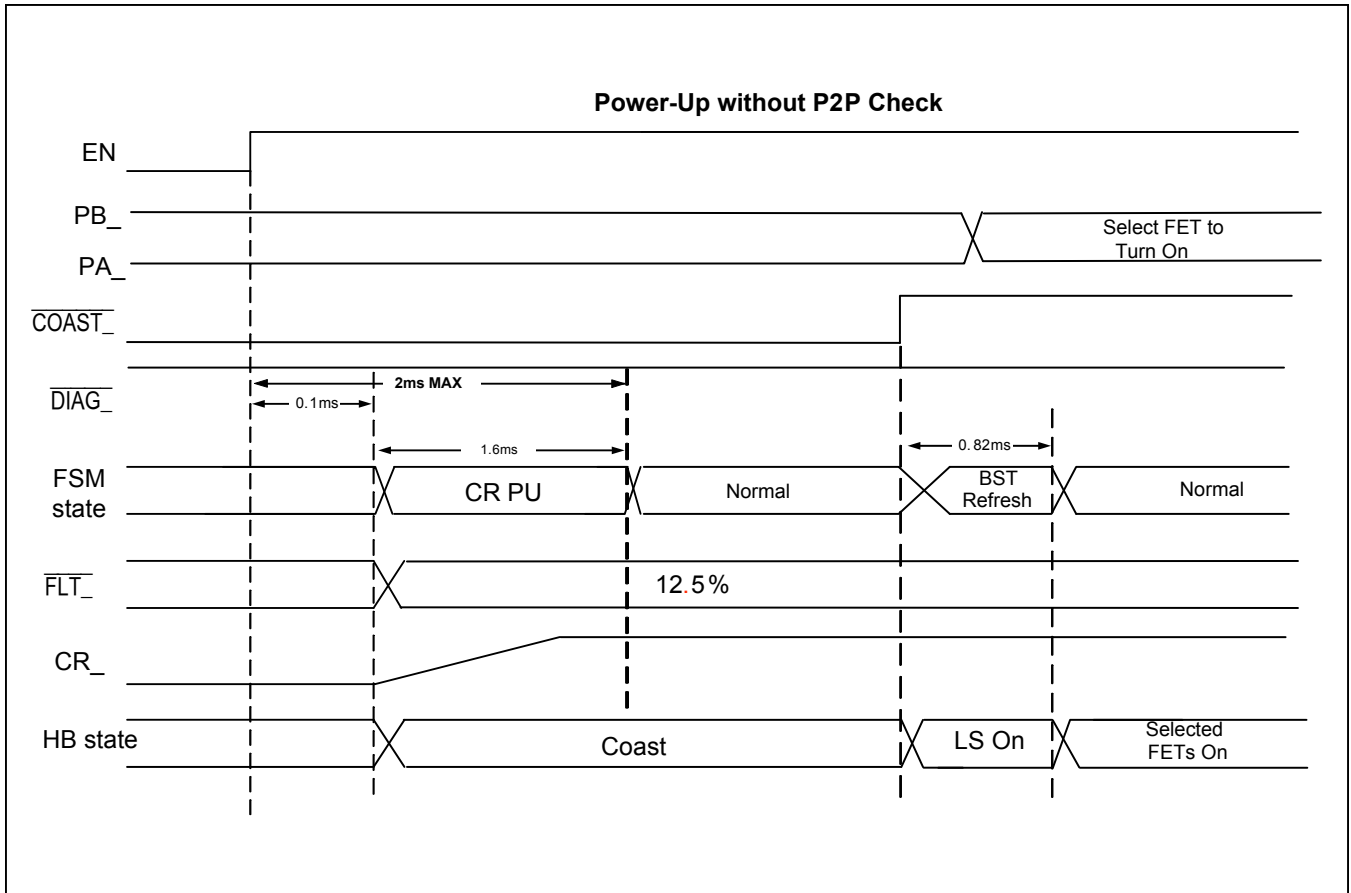 Power-Up without P2P Check
EN
PB_
PA_
Select FET to
Turn On
COAST_
DIAG_
2ms MAX
0.1ms
1.6ms
0.82ms
FSM
state
CR PU
Normal
BST
Refresh
Normal
FLT_
12.5%
CR_
HB state
Coast
LS On
Selected
FETs On